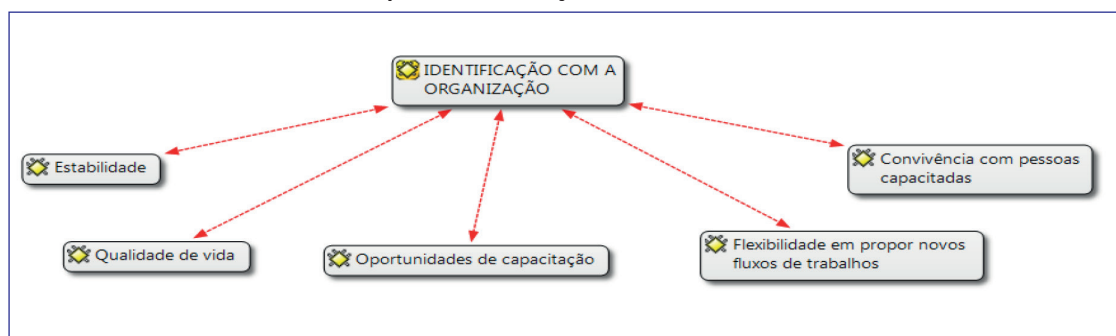 IDENTIFICAÇÃO COM A
ORGANIZAÇÃO
Estabilidade
Convivência com pessoas
capacitadas
Qualidade de vida
Oportunidades de capacitação
Flexibilidade em propor novos
fluxos de trabalhos